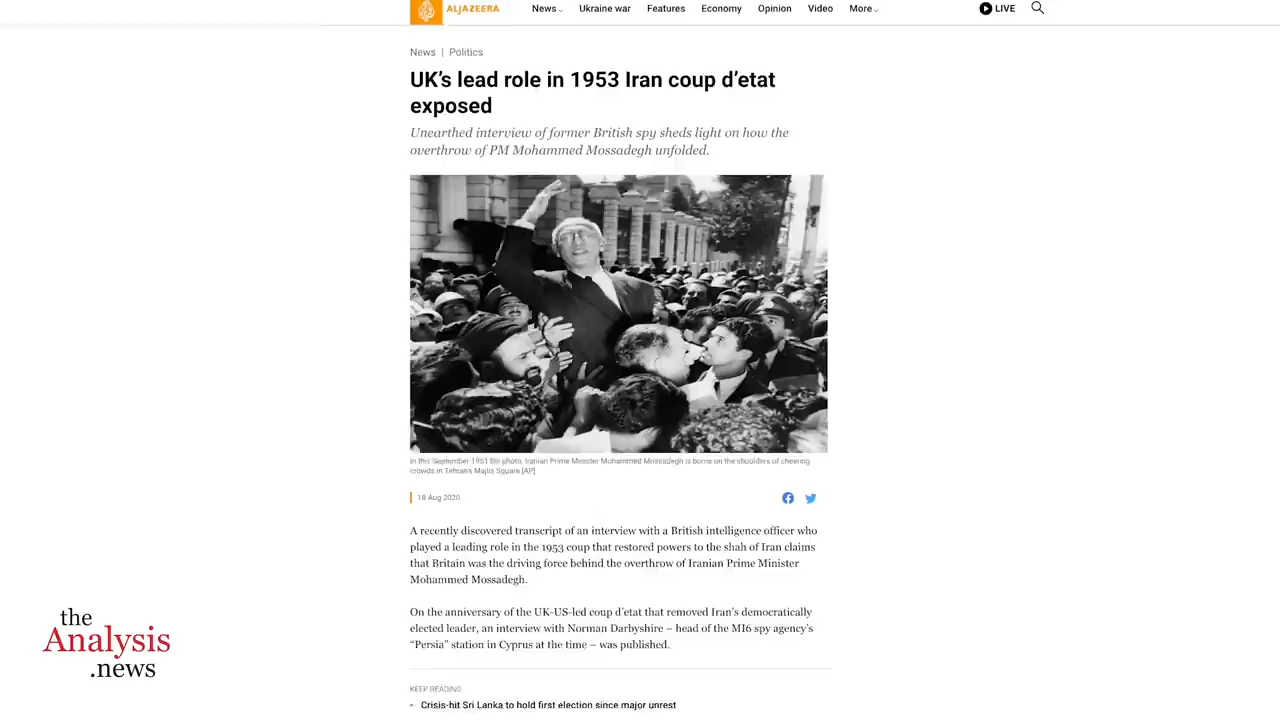 ALJAZEERA
News
Ukraine war
Features
Economy
Opinion
Video
More
LIVE
News | Politics
UK’s lead role in 1953 Iran coup d’etat
exposed
Unearthed interview of former British spy sheds light on how the
overthrow of PM Mohammed Mossadegh unfolded.
In this September 1951 file photo, Iranian Prime Minister Mohammed Mossadegh is borne on the shoulders of cheering
crowds in Tehran's Majlis Square [AP]
18 Aug 2020
A recently discovered transcript of an interview with a British intelligence officer who
played a leading role in the 1953 coup that restored powers to the shah of Iran claims
that Britain was the driving force behind the overthrow of Iranian Prime Minister
Mohammed Mossadegh.
On the anniversary of the UK-US-led coup d’etat that removed Iran’s democratically
elected leader, an interview with Norman Darbyshire – head of the MI6 spy agency’s
“Persia” station in Cyprus at the time – was published.
KEEP READING
- Crisis-hit Sri Lanka to hold first election since major unrest
the
Analysis
.news